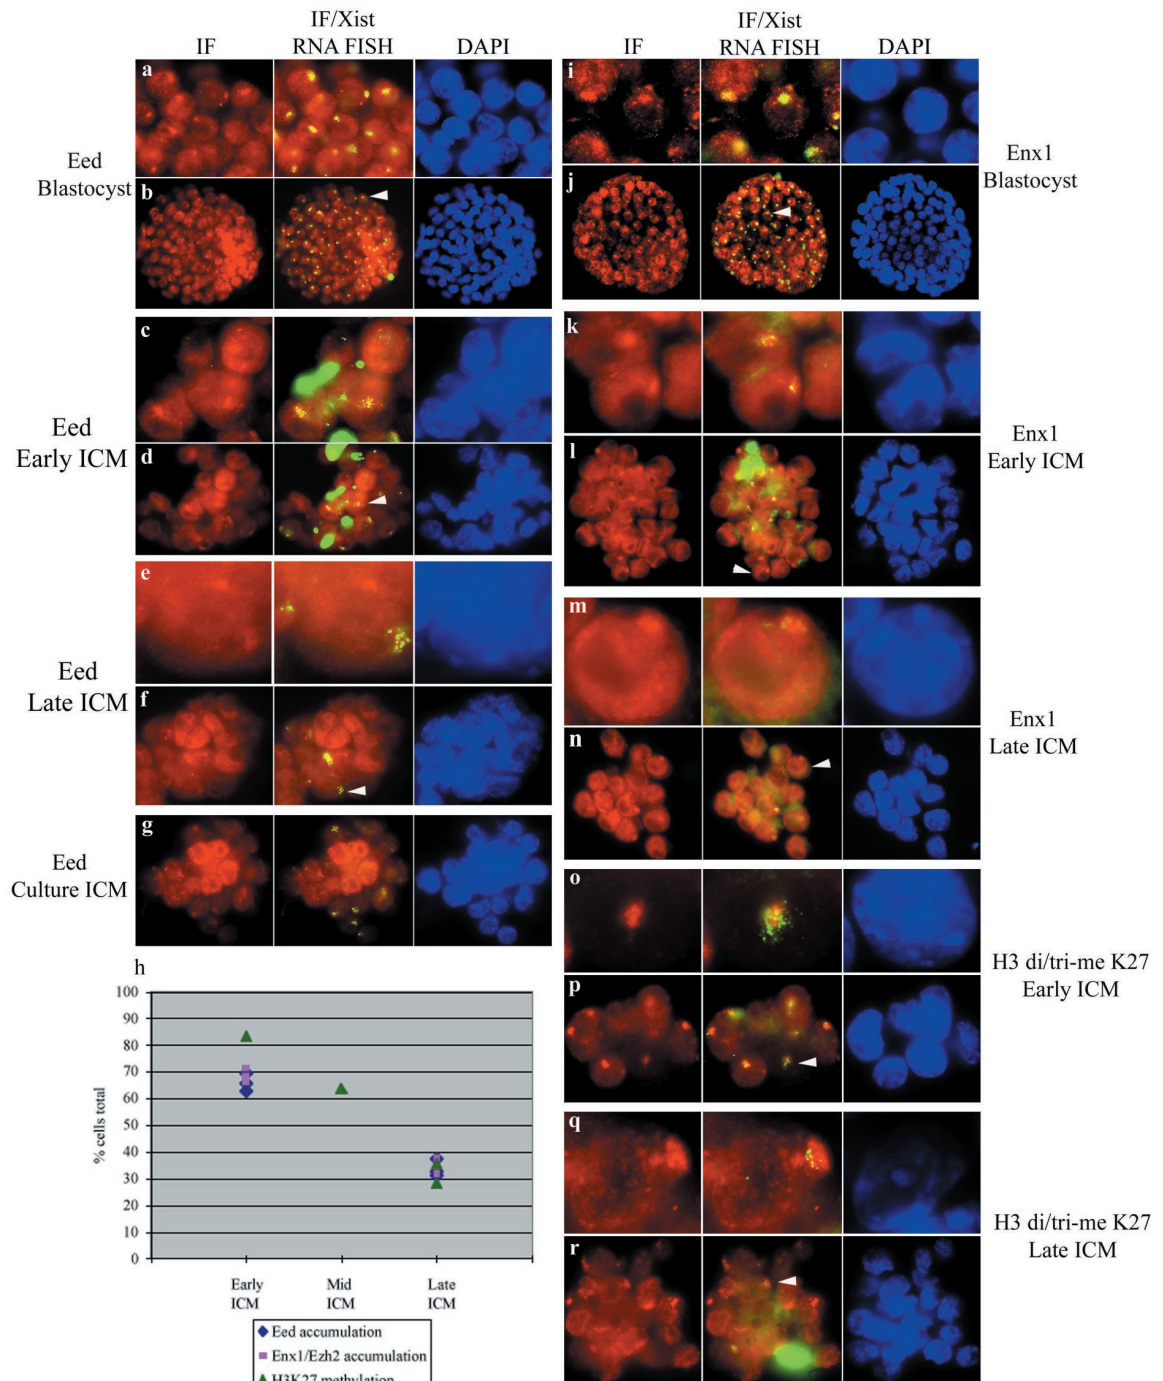 IF
IF/Xist
RNA FISH
DAPI
IF
IF/Xist
RNA FISH
DAPI
a
b
Eed
Blastocyst
c
d
Eed
Early ICM
e
f
Eed
Late ICM
g
Eed
Culture ICM
h
100
90
80
70
60
50
40
30
20
10
0
% cells total
Early
ICM
Mid
ICM
Late
ICM
Eed accumulation
Enx1/Ezh2 accumulation
H3K27 methylation
i
j
Enx1
Blastocyst
k
l
Enx1
Early ICM
m
n
Enx1
Late ICM
o
p
H3 di/tri-me K27
Early ICM
q
r
H3 di/tri-me K27
Late ICM